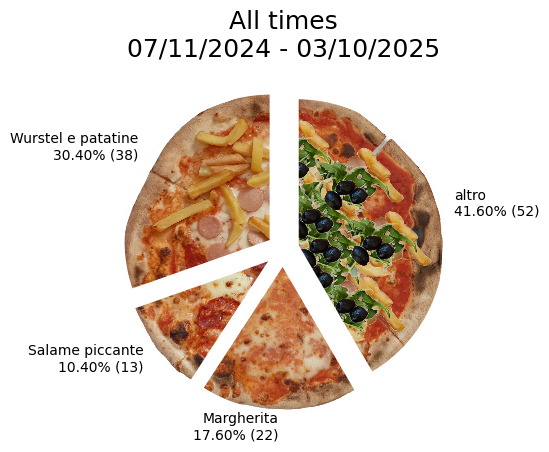 All times
07/11/2024 - 03/10/2025
Wurstel e patatine
30.40% (38)
altro
41.60% (52)
Salame piccante
10.40% (13)
Margherita
17.60% (22)